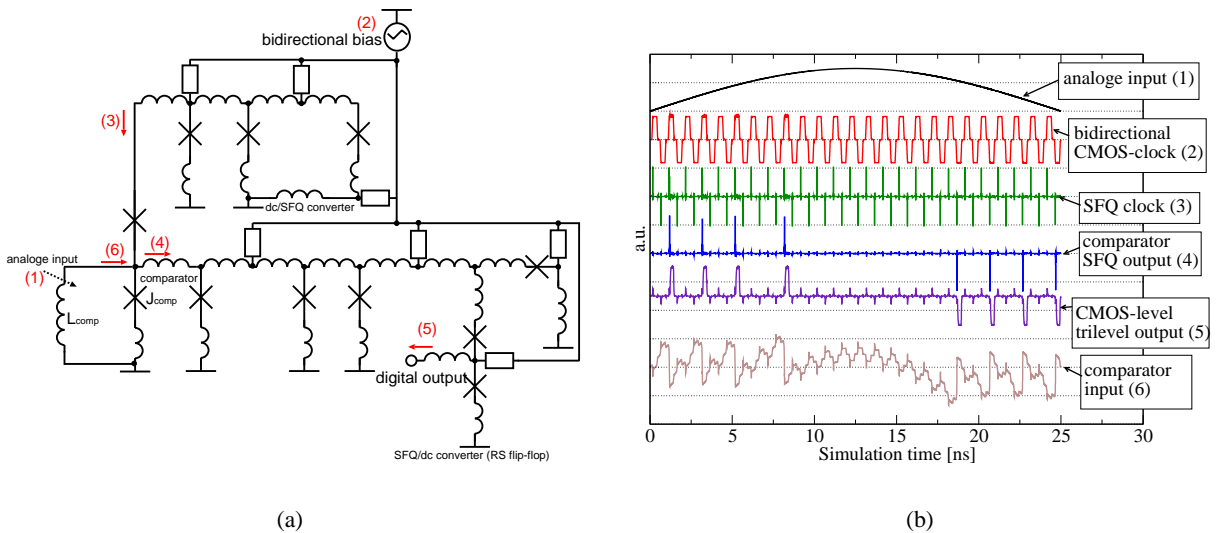 (2)
bidirectional bias
(3)
dc/SFQ converter
(6)
(4)
analoge input
(1)
comparator
Jcomp
Lcomp
(5)
digital output
SFQ/dc converter (RS flip-flop)
(a)
a.u.
analoge input (1)
bidirectional
CMOS-clock (2)
SFQ clock (3)
comparator
SFQ output (4)
CMOS-level
trilevel output (5)
comparator
input (6)
0 5 10 15 20 25 30
Simulation time [ns]
(b)